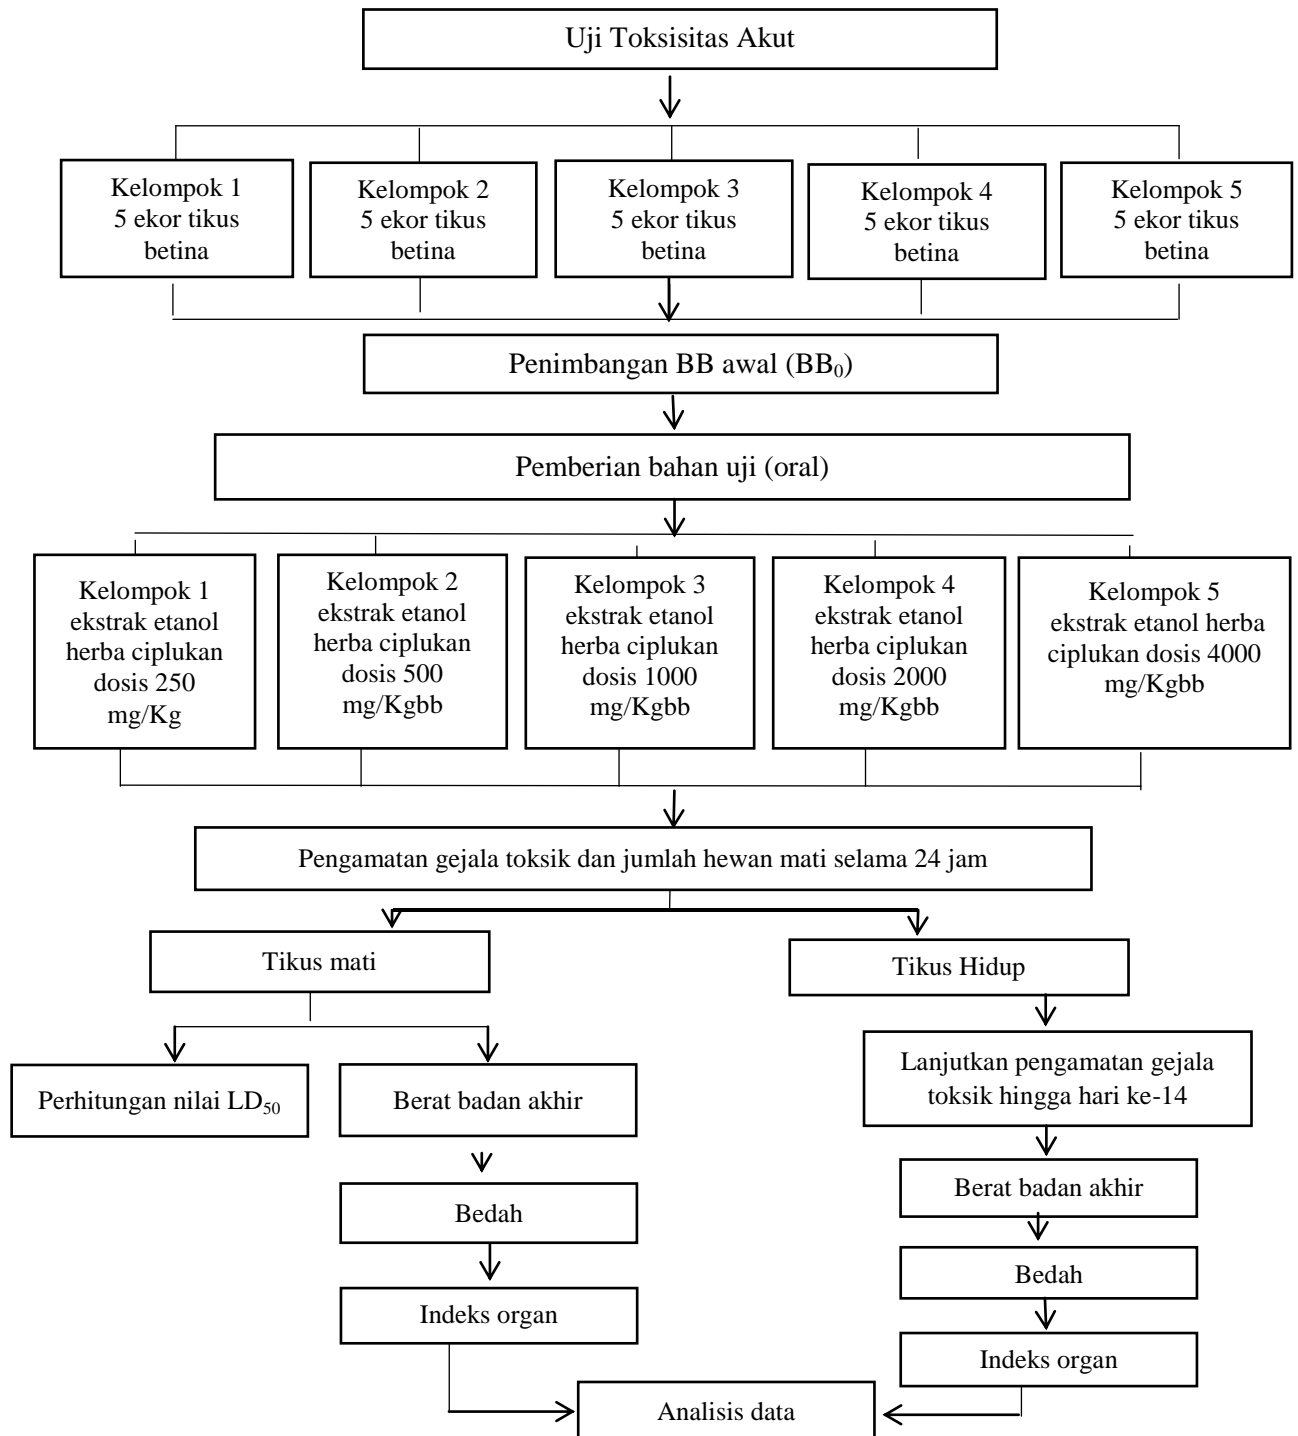 Uji Toksisitas Akut
Kelompok 1
5 ekor tikus
betina
Kelompok 2
5 ekor tikus
betina
Kelompok 3
5 ekor tikus
betina
Kelompok 4
5 ekor tikus
betina
Kelompok 5
5 ekor tikus
betina
Penimbangan BB awal (BB₀)
Pemberian bahan uji (oral)
Kelompok 1
ekstrak etanol
herba ciplukan
dosis 250
mg/Kg
Kelompok 2
ekstrak etanol
herba ciplukan
dosis 500
mg/Kgbb
Kelompok 3
ekstrak etanol
herba ciplukan
dosis 1000
mg/Kgbb
Kelompok 4
ekstrak etanol
herba ciplukan
dosis 2000
mg/Kgbb
Kelompok 5
ekstrak etanol herba
ciplukan dosis 4000
mg/Kgbb
Pengamatan gejala toksik dan jumlah hewan mati selama 24 jam
Tikus mati
Tikus Hidup
Perhitungan nilai LD₅₀
Berat badan akhir
Lanjutkan pengamatan gejala
toksik hingga hari ke-14
Bedah
Berat badan akhir
Indeks organ
Bedah
Indeks organ
Analisis data